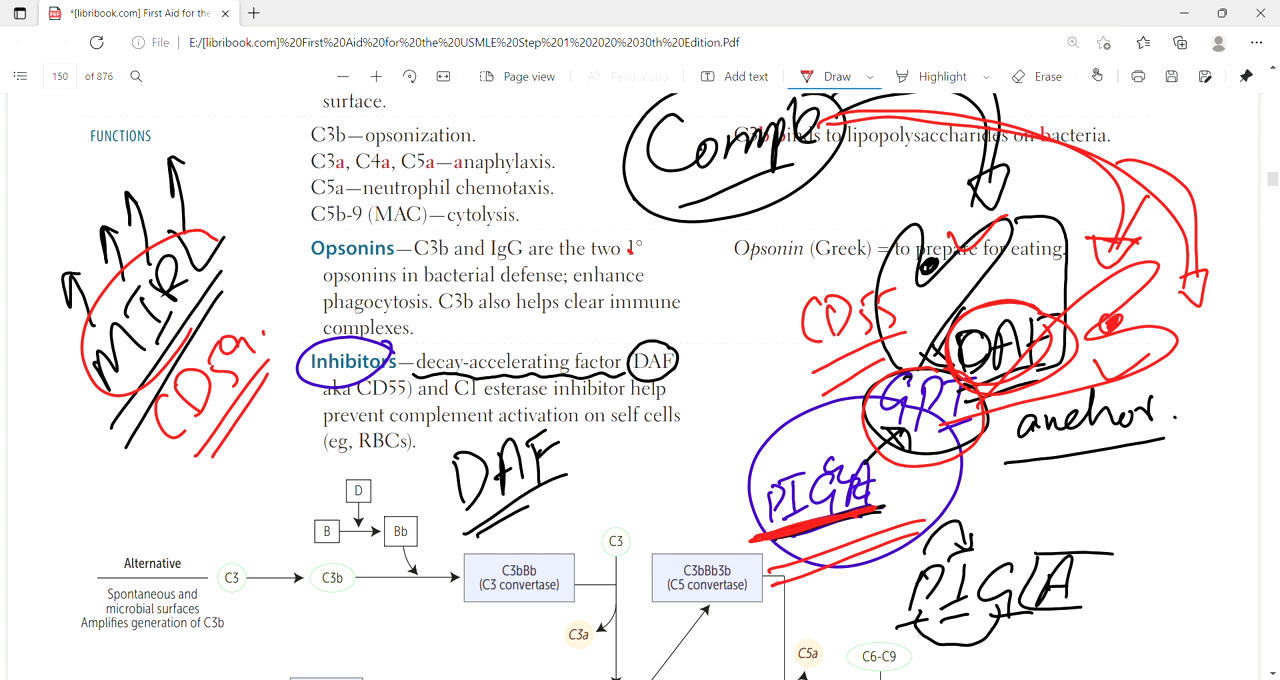 *[libribook.com] First Aid for the
File
E:/[libribook.com]%20First%20Aid%20for%20the%20USMLE%20Step%201%202020%2030th%20Edition.Pdf
150 of 876
Page view
Read aloud
Add text
Draw
Highlight
Erase
surface.
FUNCTIONS
C3b—opsonization.
C3a, C4a, C5a—anaphylaxis.
C5a—neutrophil chemotaxis.
C5b-9 (MAC)—cytolysis.
C3b binds to lipopolysaccharides on bacteria.
Comple
Opsonins—C3b and IgG are the two 1°
opsonins in bacterial defense; enhance
phagocytosis. C3b also helps clear immune
complexes.
Opsonin (Greek) = to prepare for eating.
Inhibitors—decay-accelerating factor (DAF
aka CD55) and C1 esterase inhibitor help
prevent complement activation on self cells
(eg, RBCs).
MIRL
CD59.
CD55
DAF
GPI
anchor.
DAF
PIGA
PIGA
D
B
Bb
Alternative
Spontaneous and
microbial surfaces
Amplifies generation of C3b
C3
C3b
C3bBb
(C3 convertase)
C3
C3a
C3bBb3b
(C5 convertase)
C5a
C6-C9